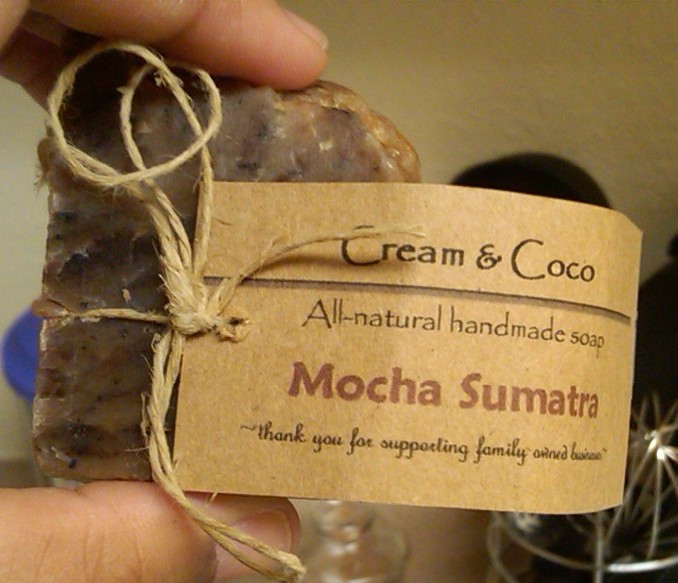 Cream & Coco
All-natural handmade soap
Mocha Sumatra
~thank you for supporting family owned business~